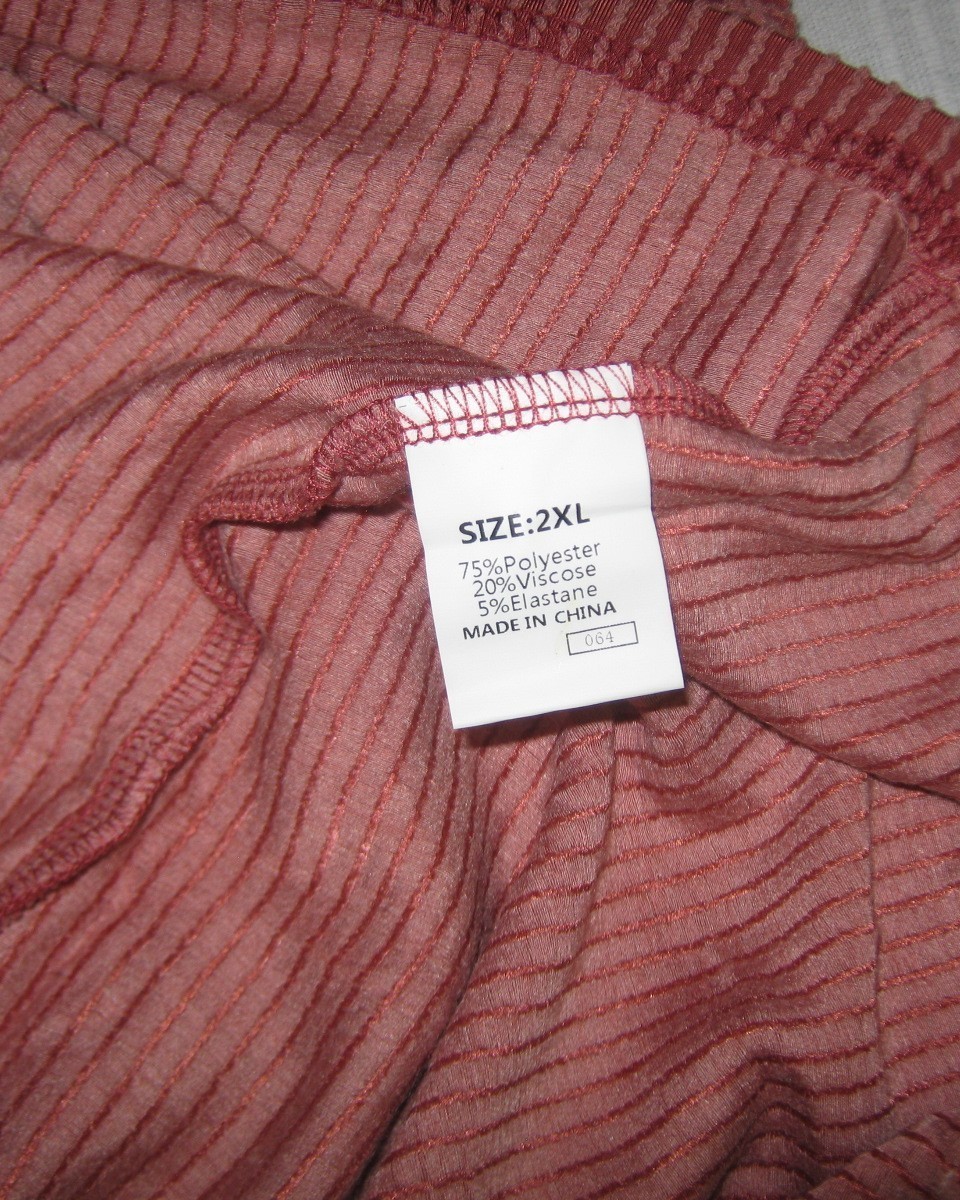 SIZE:2XL
75%Polyester
20%Viscose
5%Elastane
MADE IN CHINA
064